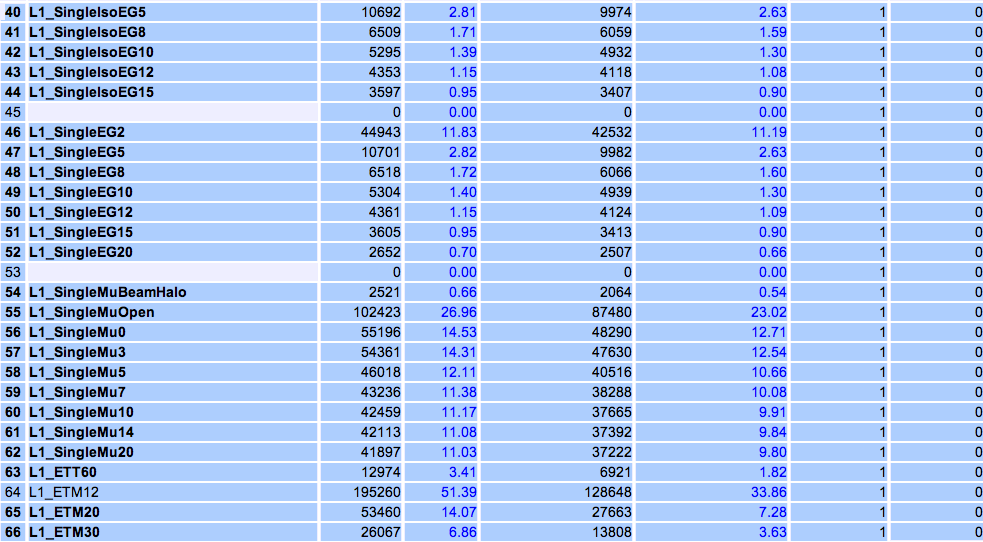 40 L1_SingleIsoEG5 10692 2.81 9974 2.63 1 0
41 L1_SingleIsoEG8 6509 1.71 6059 1.59 1 0
42 L1_SingleIsoEG10 5295 1.39 4932 1.30 1 0
43 L1_SingleIsoEG12 4353 1.15 4118 1.08 1 0
44 L1_SingleIsoEG15 3597 0.95 3407 0.90 1 0
45 0 0.00 0 0.00 1 0
46 L1_SingleEG2 44943 11.83 42532 11.19 1 0
47 L1_SingleEG5 10701 2.82 9982 2.63 1 0
48 L1_SingleEG8 6518 1.72 6066 1.60 1 0
49 L1_SingleEG10 5304 1.40 4939 1.30 1 0
50 L1_SingleEG12 4361 1.15 4124 1.09 1 0
51 L1_SingleEG15 3605 0.95 3413 0.90 1 0
52 L1_SingleEG20 2652 0.70 2507 0.66 1 0
53 0 0.00 0 0.00 1 0
54 L1_SingleMuBeamHalo 2521 0.66 2064 0.54 1 0
55 L1_SingleMuOpen 102423 26.96 87480 23.02 1 0
56 L1_SingleMu0 55196 14.53 48290 12.71 1 0
57 L1_SingleMu3 54361 14.31 47630 12.54 1 0
58 L1_SingleMu5 46018 12.11 40516 10.66 1 0
59 L1_SingleMu7 43236 11.38 38288 10.08 1 0
60 L1_SingleMu10 42459 11.17 37665 9.91 1 0
61 L1_SingleMu14 42113 11.08 37392 9.84 1 0
62 L1_SingleMu20 41897 11.03 37222 9.80 1 0
63 L1_ETT60 12974 3.41 6921 1.82 1 0
64 L1_ETM12 195260 51.39 128648 33.86 1 0
65 L1_ETM20 53460 14.07 27663 7.28 1 0
66 L1_ETM30 26067 6.86 13808 3.63 1 0